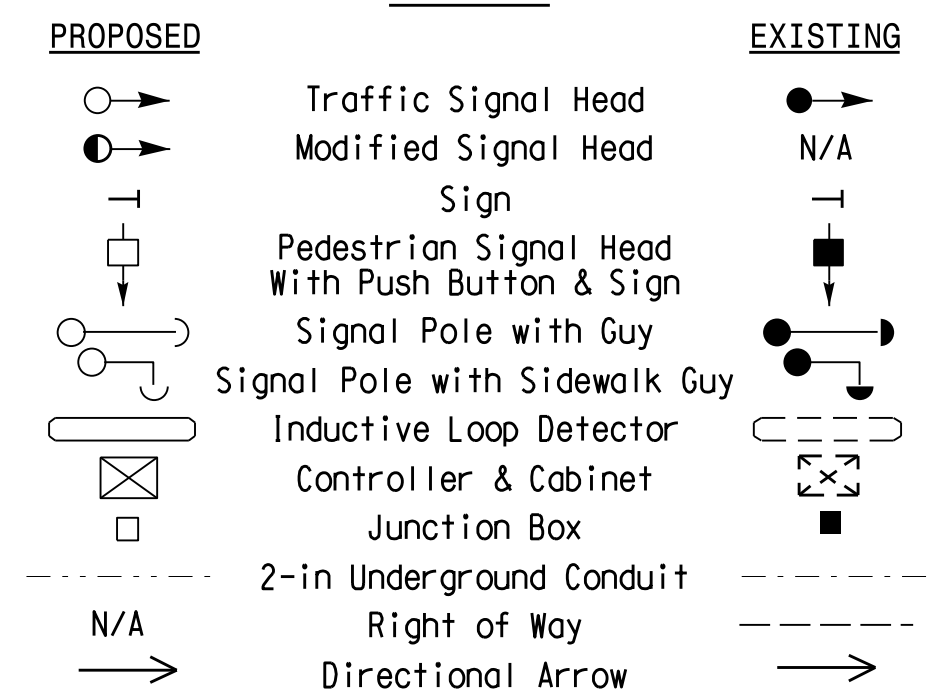 PROPOSED EXISTING
Traffic Signal Head
Modified Signal Head N/A
Sign
Pedestrian Signal Head
With Push Button & Sign
Signal Pole with Guy
Signal Pole with Sidewalk Guy
Inductive Loop Detector
Controller & Cabinet
Junction Box
2-in Underground Conduit
N/A Right of Way
Directional Arrow